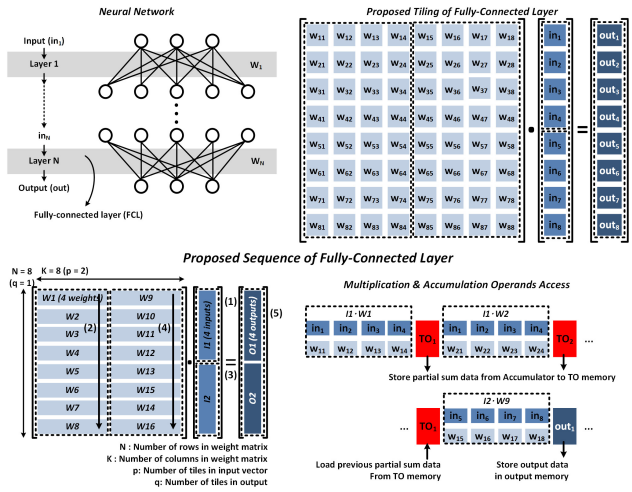 Neural Network
Input (in1)
Layer 1
W1
inN
Layer N
WN
Output (out)
Fully-connected layer (FCL)
Proposed Tiling of Fully-Connected Layer
w11 w12 w13 w14 w15 w16 w17 w18 in1 out1
w21 w22 w23 w24 w25 w26 w27 w28 in2 out2
w31 w32 w33 w34 w35 w36 w37 w38 in3 out3
w41 w42 w43 w44 w45 w46 w47 w48 in4 out4
w51 w52 w53 w54 w55 w56 w57 w58 in5 out5
w61 w62 w63 w64 w65 w66 w67 w68 in6 out6
w71 w72 w73 w74 w75 w76 w77 w78 in7 out7
w81 w82 w83 w84 w85 w86 w87 w88 in8 out8
Proposed Sequence of Fully-Connected Layer
N = 8
(q = 1)
K = 8 (p = 2)
W1 (4 weights) W9
W2 W10
W3 (2) W11 (4)
W4 W12
W5 W13
W6 W15
W7 W14
W8 W16
I1 (4 inputs)
I2
(1)
(3)
O1 (4 outputs)
O2
(5)
N : Number of rows in weight matrix
K : Number of columns in weight matrix
p: Number of tiles in input vector
q: Number of tiles in output
Multiplication & Accumulation Operands Access
I1·W1 I1·W2
in1 in2 in3 in4 TO1 in1 in2 in3 in4 TO2 ...
w11 w12 w13 w14 w21 w22 w23 w24
Store partial sum data from Accumulator to TO memory
I2·W9
... TO1 in5 in6 in7 in8 out1 ...
w15 w16 w17 w18
Load previous partial sum data
From TO memory
Store output data
in output memory